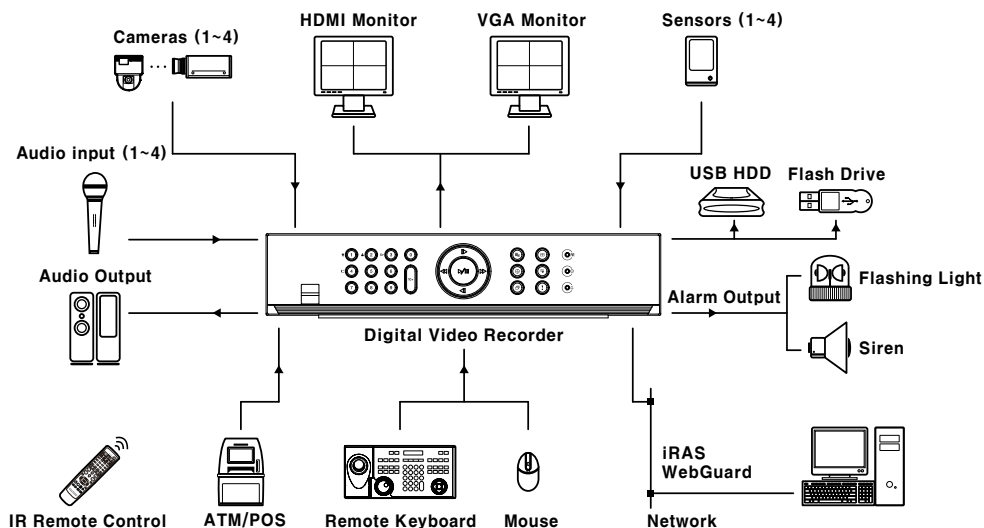 HDMI Monitor
VGA Monitor
Sensors (1~4)
Cameras (1~4)
Audio input (1~4)
USB HDD
Flash Drive
Audio Output
Alarm Output
Flashing Light
Digital Video Recorder
Siren
iRAS
WebGuard
IR Remote Control
ATM/POS
Remote Keyboard
Mouse
Network